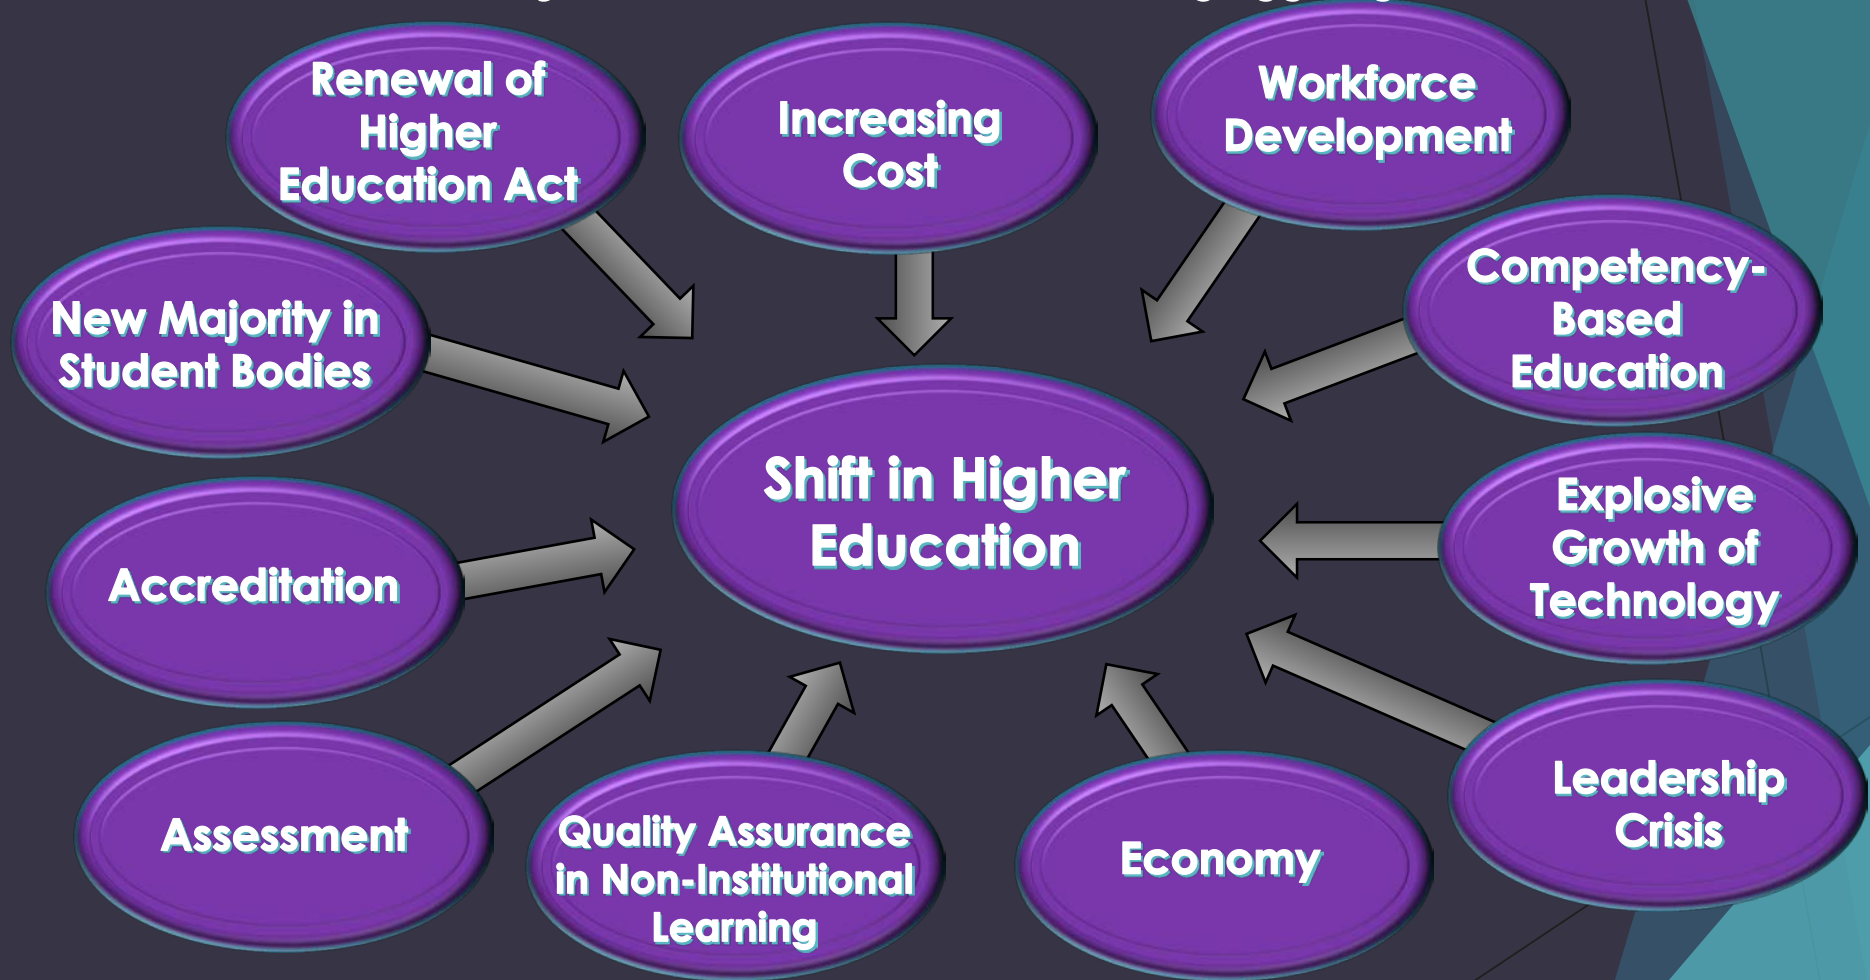 Renewal of
Higher
Education Act
Increasing
Cost
Workforce
Development
New Majority in
Student Bodies
Competency-
Based
Education
Shift in Higher
Education
Accreditation
Explosive
Growth of
Technology
Assessment
Quality Assurance
in Non-Institutional
Learning
Economy
Leadership
Crisis